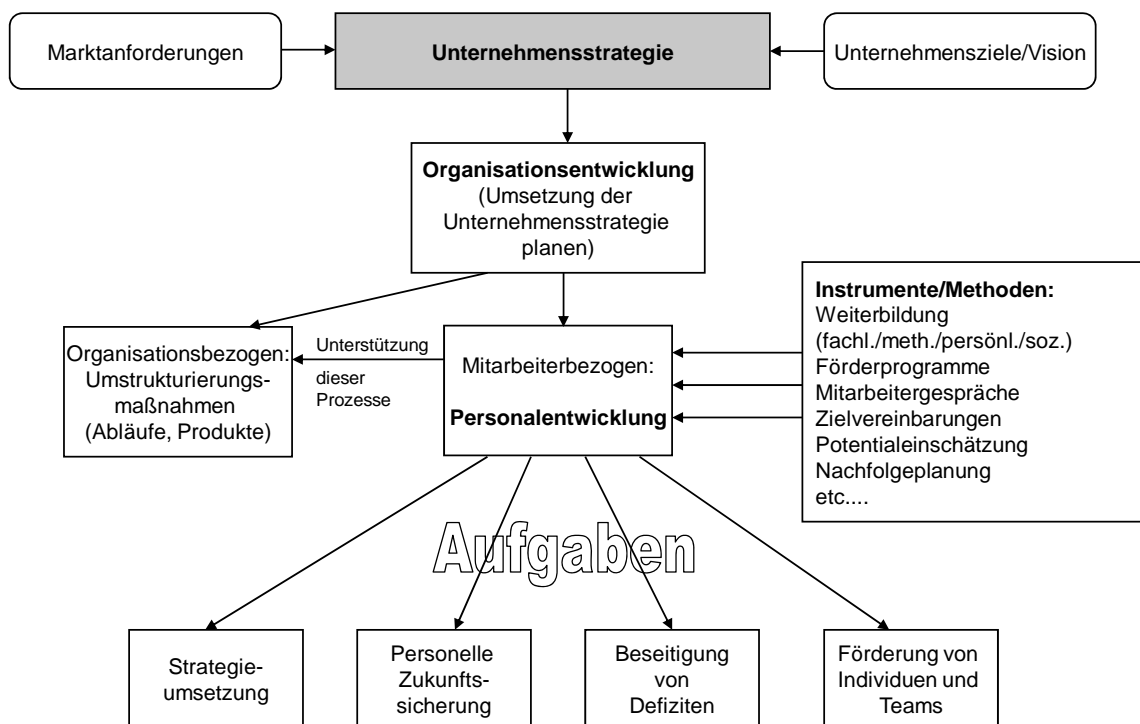 Marktanforderungen
Unternehmensstrategie
Unternehmensziele/Vision
Organisationsentwicklung
(Umsetzung der
Unternehmensstrategie
planen)
Organisationsbezogen:
Umstrukturierungs-
maßnahmen
(Abläufe, Produkte)
Unterstützung
dieser
Prozesse
Mitarbeiterbezogen:
Personalentwicklung
Instrumente/Methoden:
Weiterbildung
(fachl./meth./persönl./soz.)
Förderprogramme
Mitarbeitergespräche
Zielvereinbarungen
Potentialeinschätzung
Nachfolgeplanung
etc....
Aufgaben
Strategie-
umsetzung
Personelle
Zukunfts-
sicherung
Beseitigung
von
Defiziten
Förderung von
Individuen und
Teams